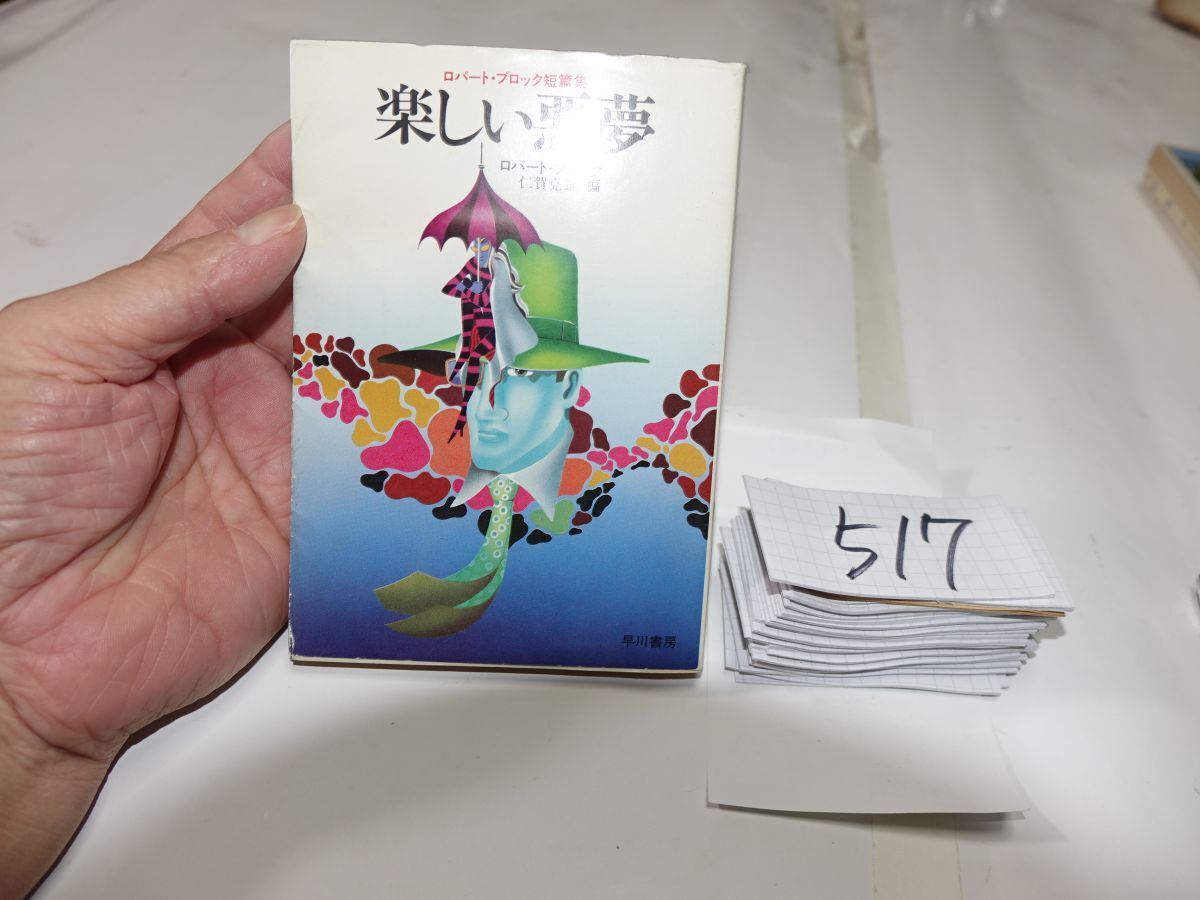 ロバート・ブロック短篇集
楽しい悪夢
ロバート・ブロック
仁賀克雄 編
早川書房
517